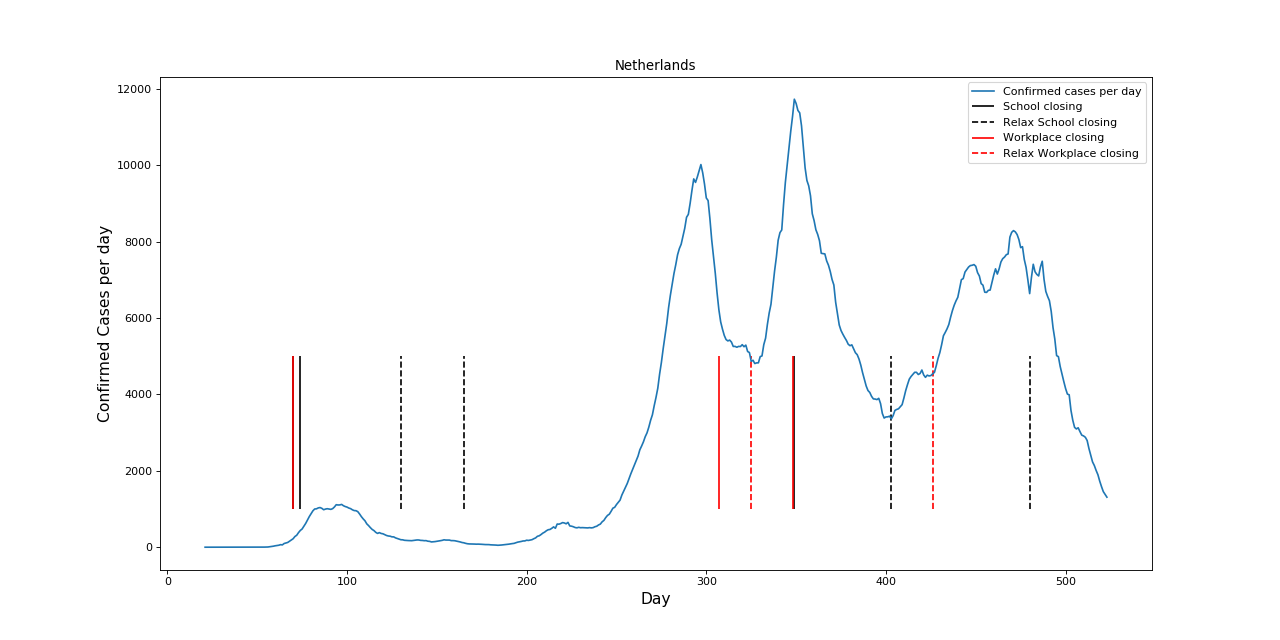 Netherlands
Confirmed cases per day
School closing
Relax School closing
Workplace closing
Relax Workplace closing
Confirmed Cases per day
12000
10000
8000
6000
4000
2000
0
0 100 200 300 400 500
Day